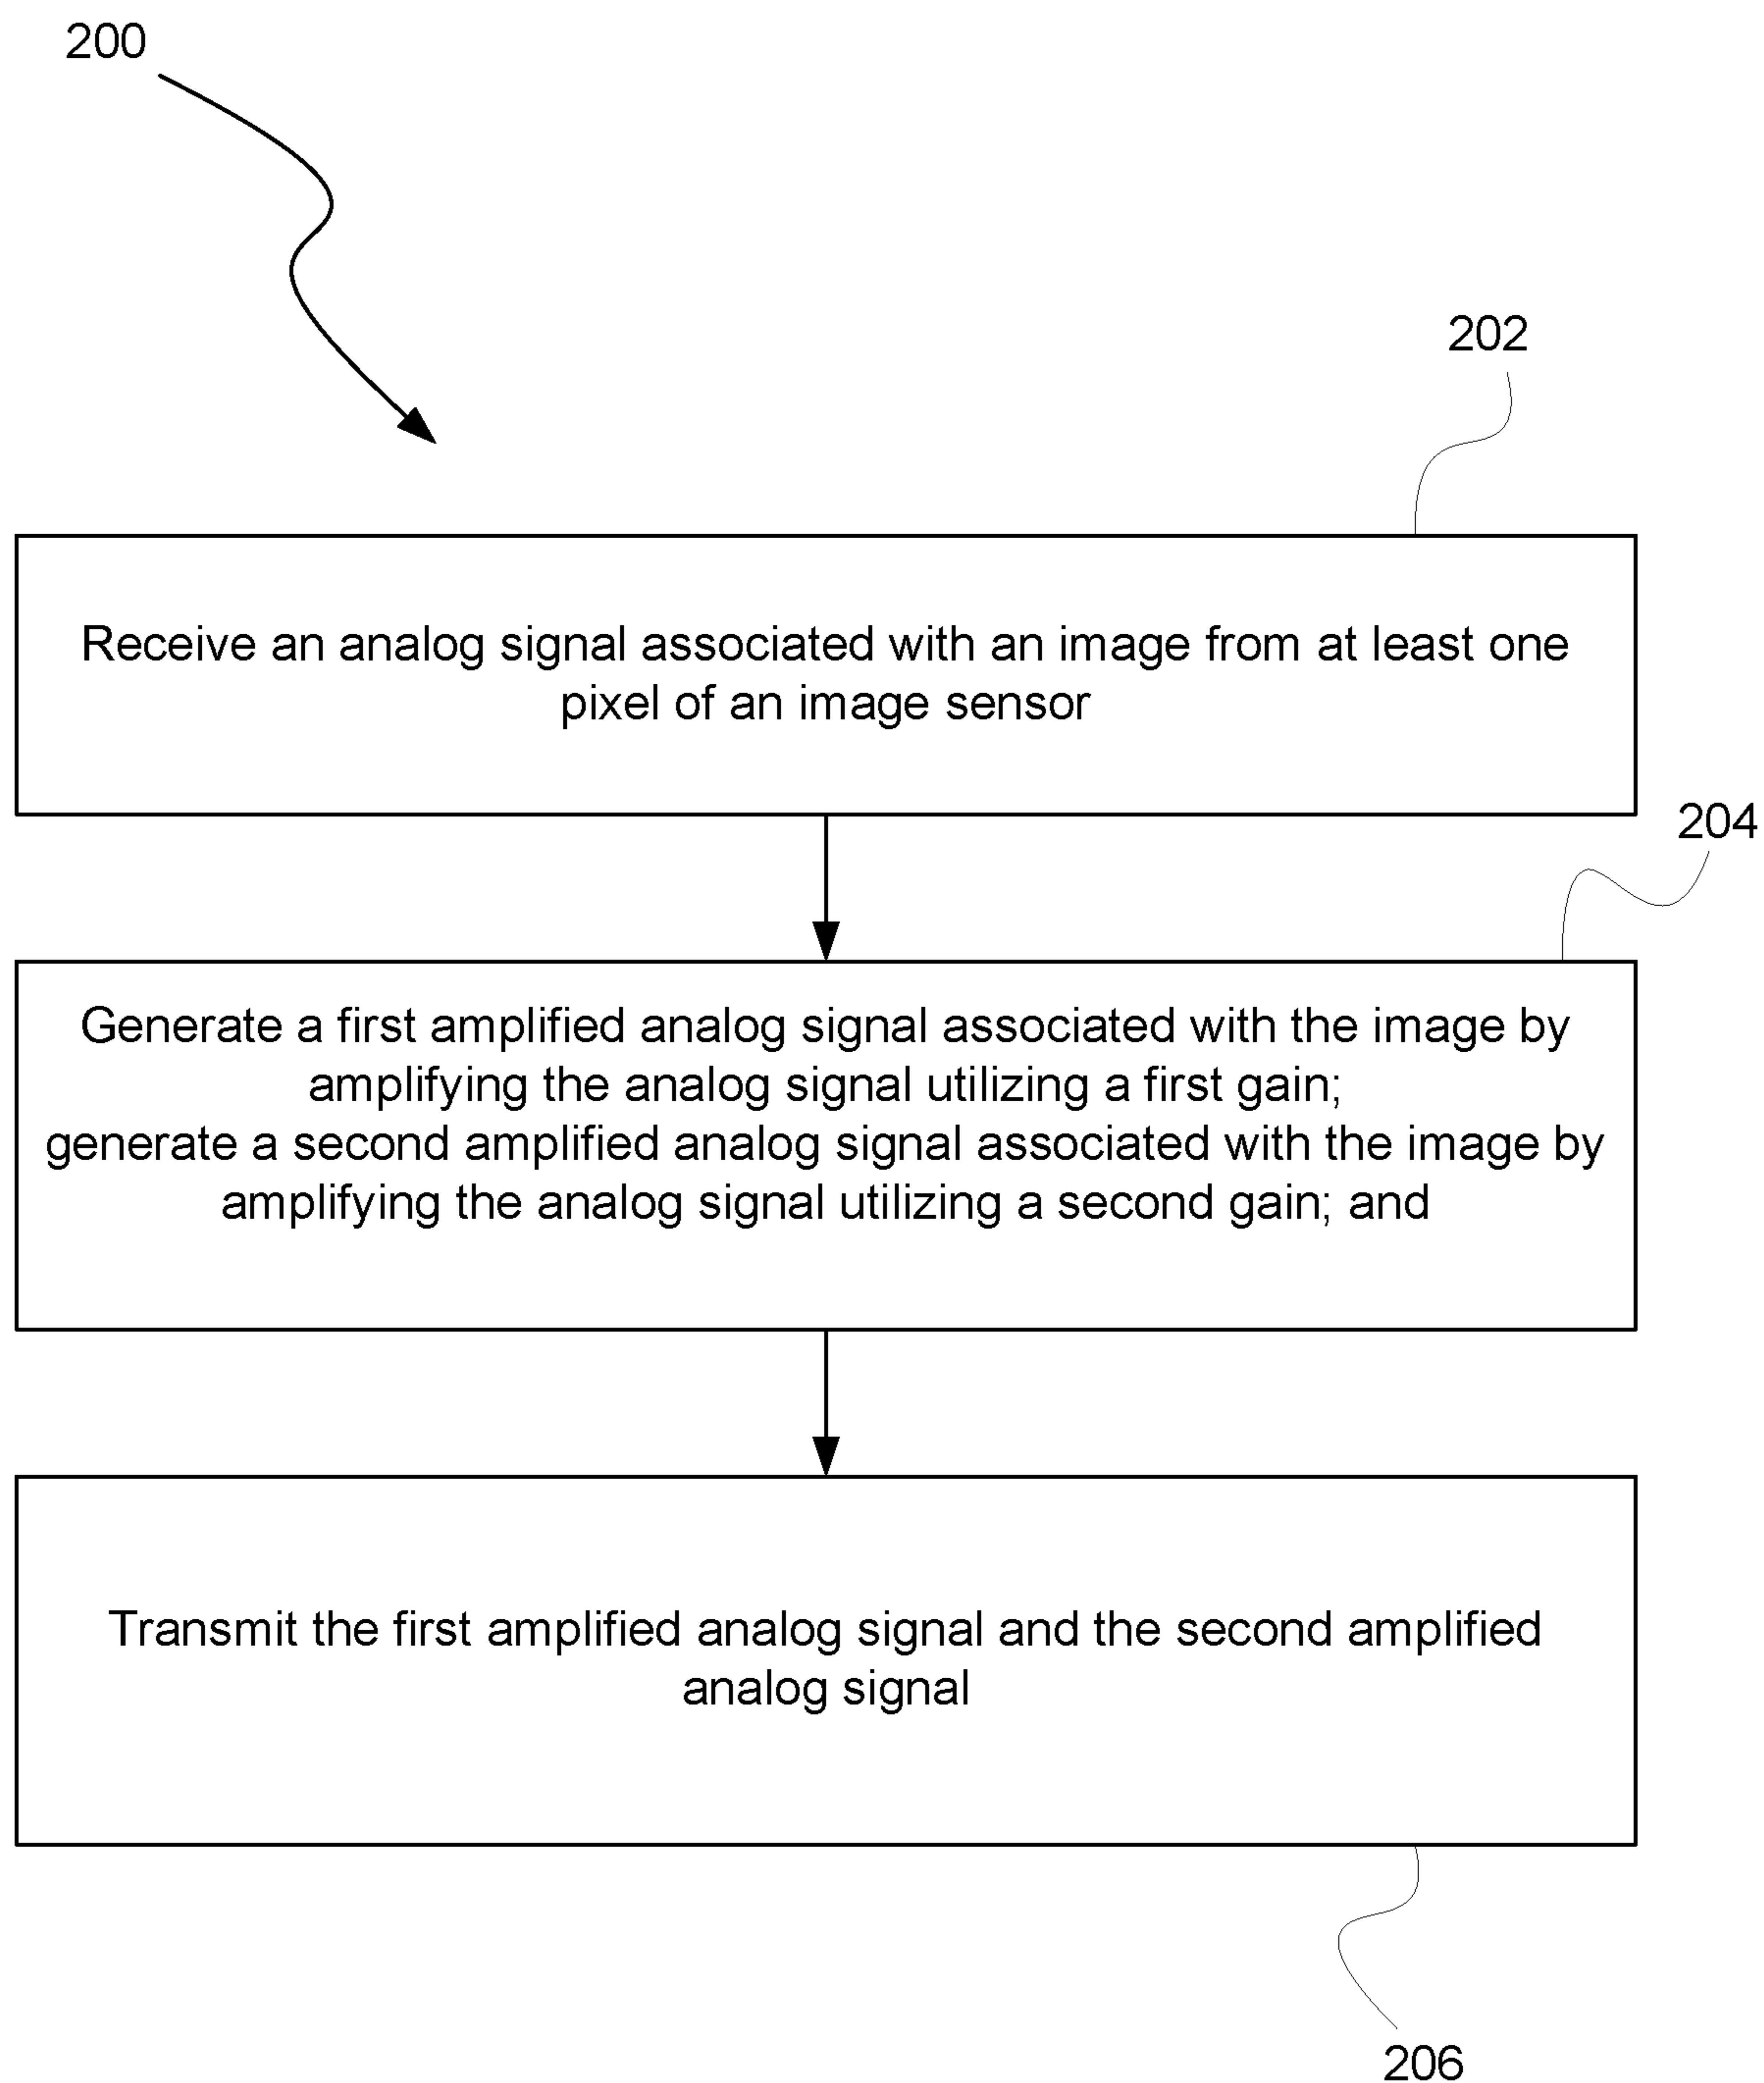 200
202
Receive an analog signal associated with an image from at least one
pixel of an image sensor
204
Generate a first amplified analog signal associated with the image by
amplifying the analog signal utilizing a first gain;
generate a second amplified analog signal associated with the image by
amplifying the analog signal utilizing a second gain; and
Transmit the first amplified analog signal and the second amplified
analog signal
206